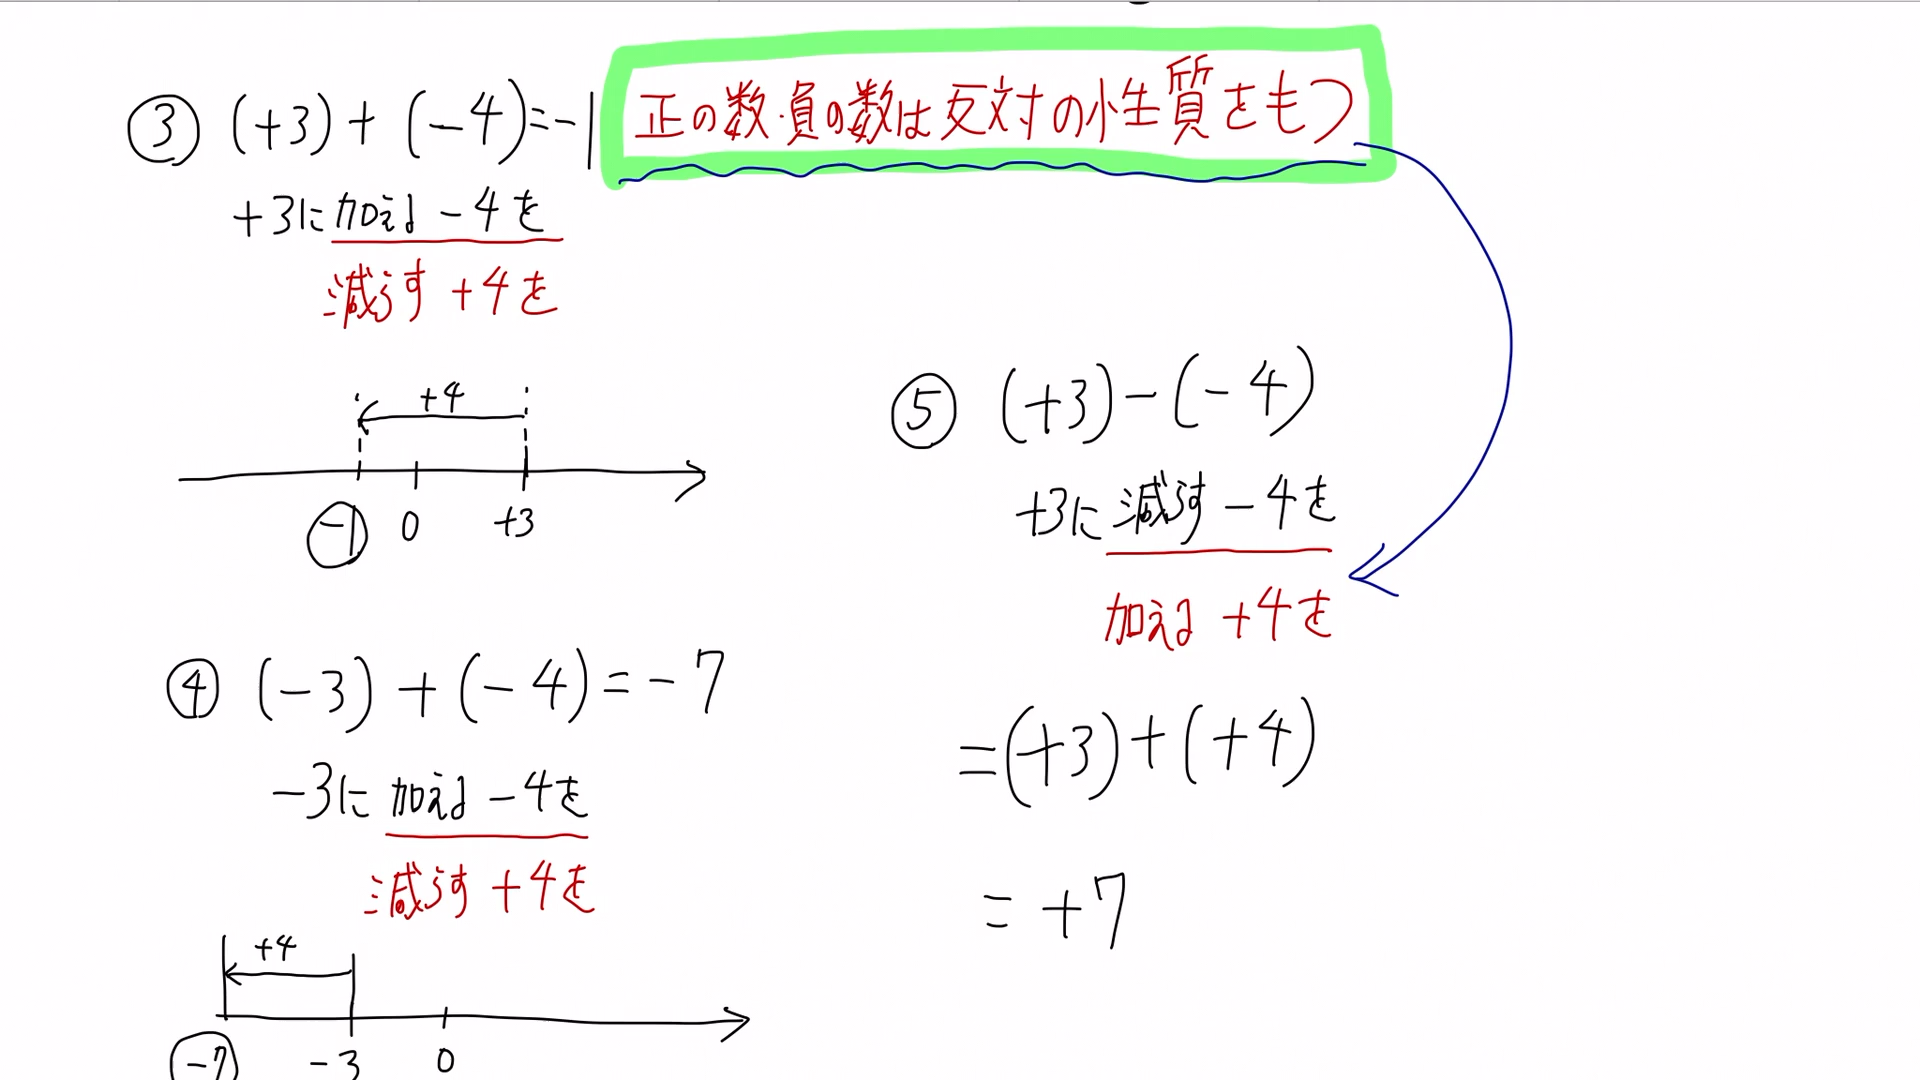 ③ (+3)+(-4)=-1
正の数・負の数は反対の性質をもつ
+3に加える -4を
減らす +4を
+4
-1 0 +3
④ (-3)+(-4)=-7
-3に加える -4を
減らす +4を
+4
-7 -3 0
⑤ (+3)-(-4)
+3に減らす -4を
加える +4を
=(+3)+(+4)
=+7